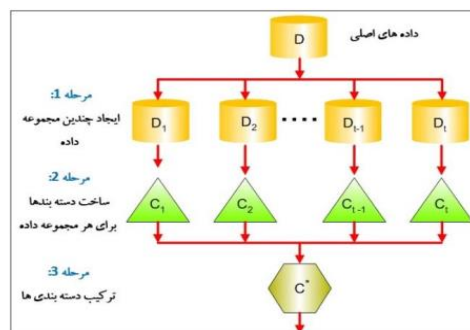 داده های اصلی
D
مرحله 1:
ایجاد چندین مجموعه
داده
D1 D2 .... Dt-1 Dt
مرحله 2:
ساخت دسته بندها
برای هر مجموعه داده
C1 C2 Ct-1 Ct
مرحله 3:
ترکیب دسته بندی ها
C*